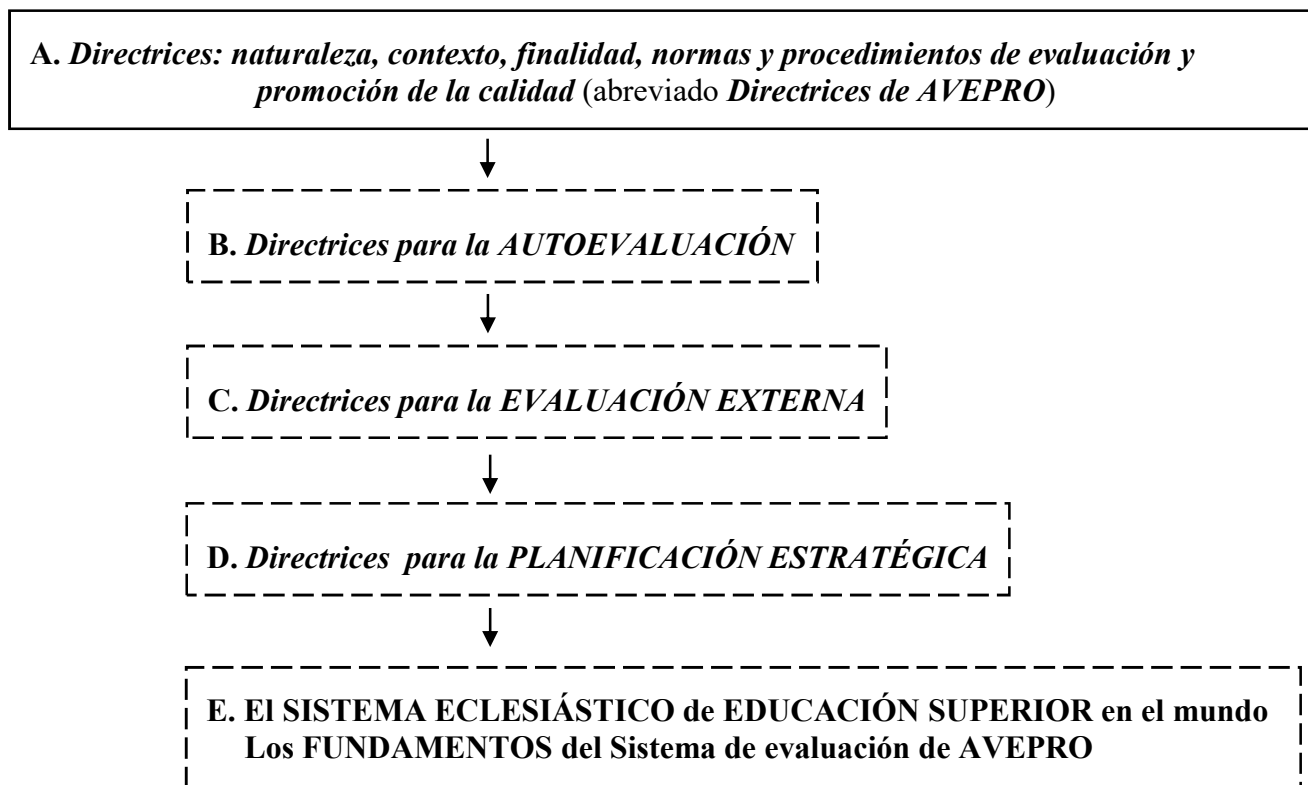 A. Directrices: naturaleza, contexto, finalidad, normas y procedimientos de evaluación y
promoción de la calidad (abreviado Directrices de AVEPRO)
B. Directrices para la AUTOEVALUACIÓN
C. Directrices para la EVALUACIÓN EXTERNA
D. Directrices para la PLANIFICACIÓN ESTRATÉGICA
E. El SISTEMA ECLESIÁSTICO de EDUCACIÓN SUPERIOR en el mundo
Los FUNDAMENTOS del Sistema de evaluación de AVEPRO